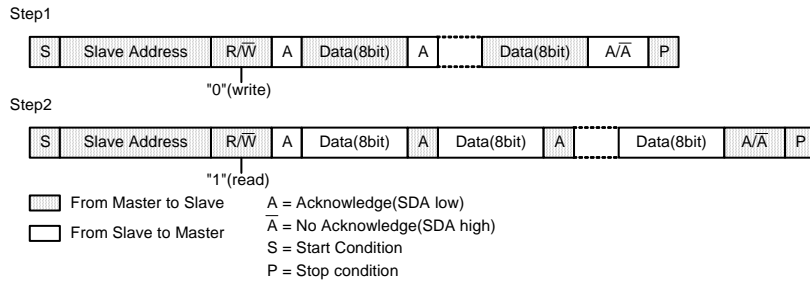 Step1
S Slave Address R/W̅ A Data(8bit) A Data(8bit) A/A̅ P
"0"(write)
Step2
S Slave Address R/W̅ A Data(8bit) A Data(8bit) A Data(8bit) A/A̅ P
"1"(read)
From Master to Slave
From Slave to Master
A = Acknowledge(SDA low)
A̅ = No Acknowledge(SDA high)
S = Start Condition
P = Stop condition